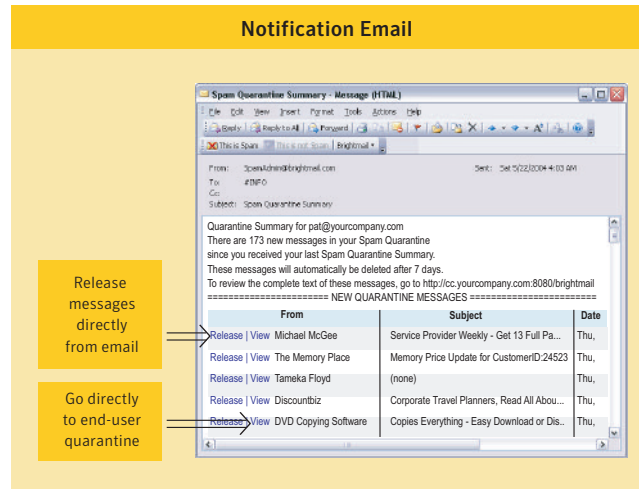 Notification Email
Spam Quarantine Summary - Message (HTML)
File Edit View Insert Format Tools Actions Help
Reply Reply to All Forward
This is Spam This is not Spam Brightmail
From: SpamAdmin@brightmail.com Sent: Sat 5/22/2004 4:03 AM
To: #INFO
Cc:
Subject: Spam Quarantine Summary
Quarantine Summary for pat@yourcompany.com
There are 173 new messages in your Spam Quarantine
since you received your last Spam Quarantine Summary.
These messages will automatically be deleted after 7 days.
To review the complete text of these messages, go to http://cc.yourcompany.com:8080/brightmail
======================= NEW QUARANTINE MESSAGES ========================
From Subject Date
Release | View Michael McGee Service Provider Weekly - Get 13 Full Pa... Thu,
Release | View The Memory Place Memory Price Update for CustomerID:24523 Thu,
Release | View Tameka Floyd (none) Thu,
Release | View Discountbiz Corporate Travel Planners, Read All Abou... Thu,
Release | View DVD Copying Software Copies Everything - Easy Download or Dis.. Thu,
Release
messages
directly
from email
Go directly
to end-user
quarantine